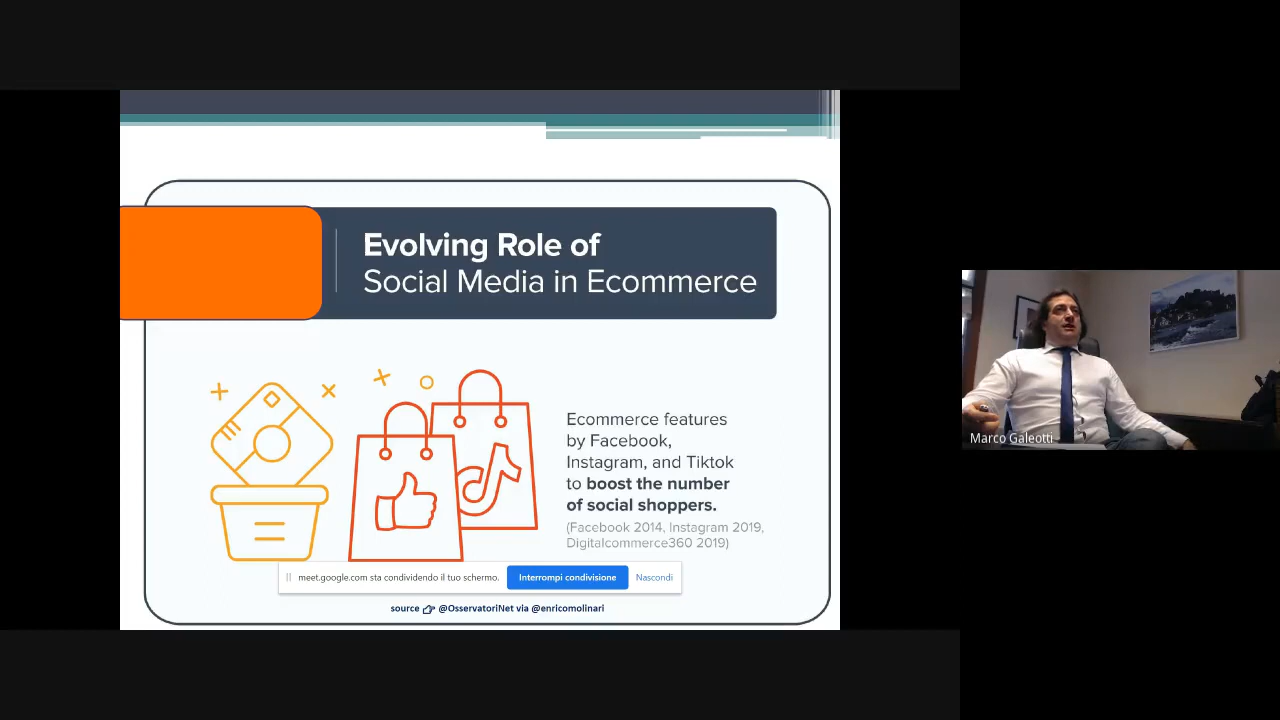 Evolving Role of
Social Media in Ecommerce
Ecommerce features
by Facebook,
Instagram, and Tiktok
to boost the number
of social shoppers.
(Facebook 2014, Instagram 2019,
Digitalcommerce360 2019)
meet.google.com sta condividendo il tuo schermo.
Interrompi condivisione
Nascondi
source @OsservatoriNet via @enricomolinari
Marco Galeotti